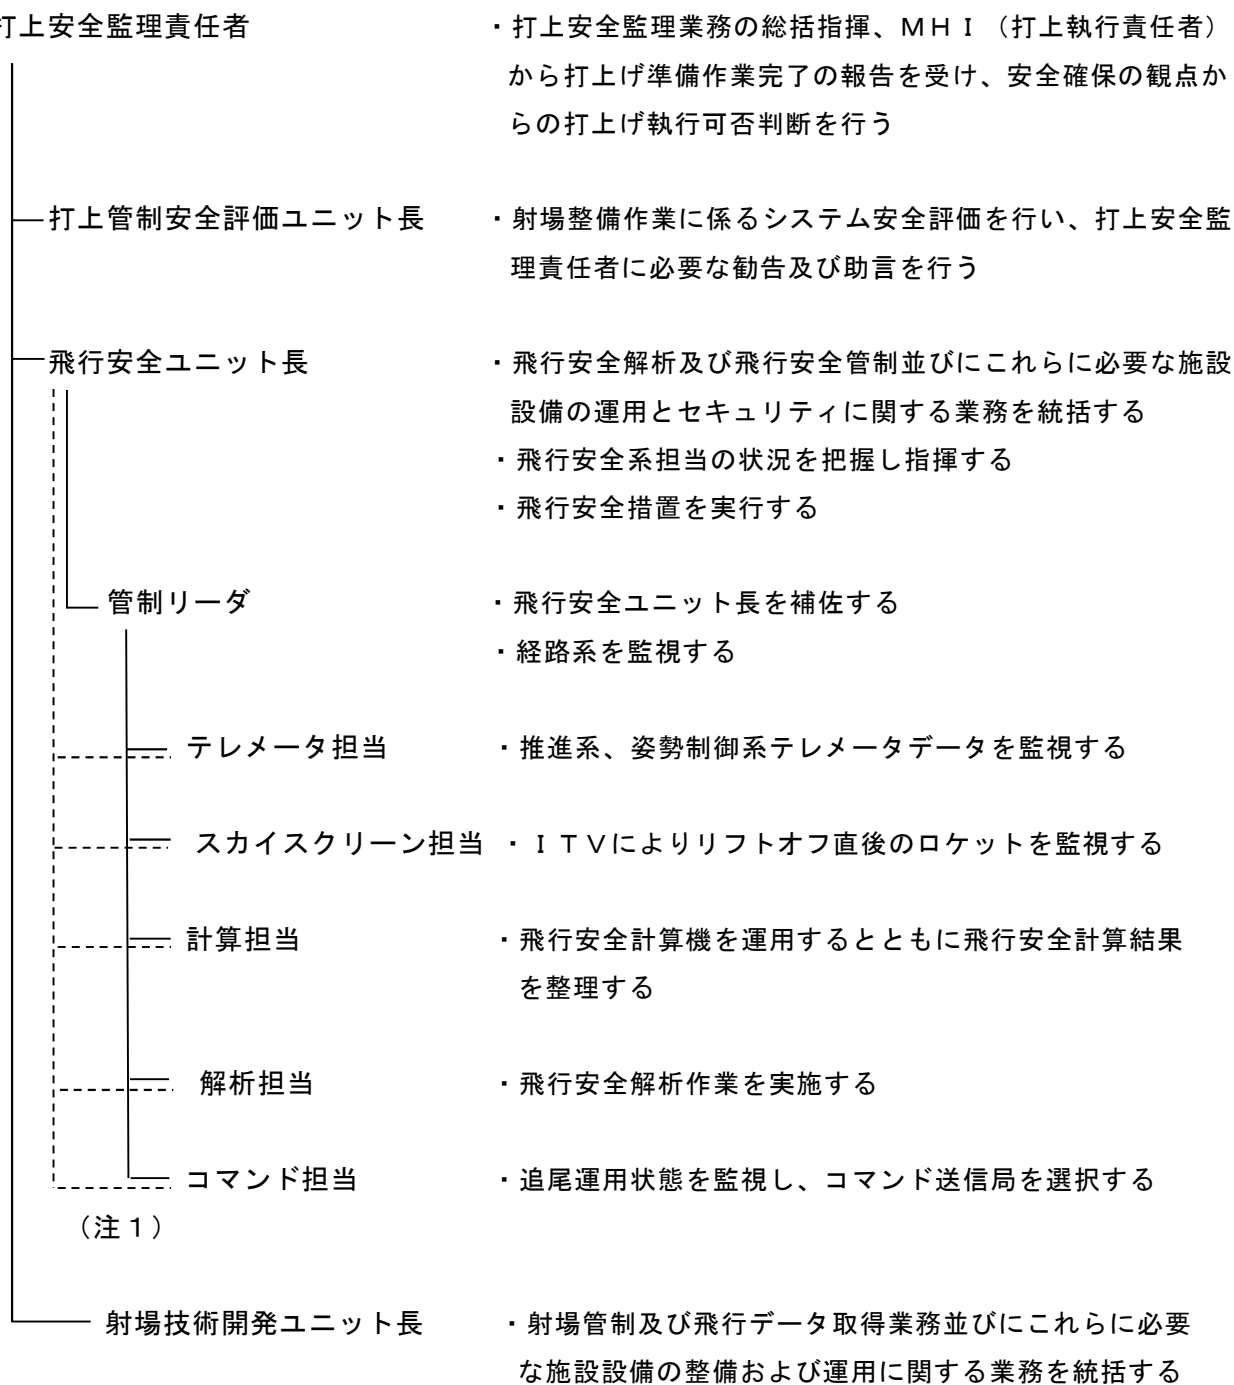 打上安全監理責任者 ・打上安全監理業務の総括指揮、ＭＨＩ（打上執行責任者）
から打上げ準備作業完了の報告を受け、安全確保の観点か
らの打上げ執行可否判断を行う
打上管制安全評価ユニット長 ・射場整備作業に係るシステム安全評価を行い、打上安全監
理責任者に必要な勧告及び助言を行う
飛行安全ユニット長 ・飛行安全解析及び飛行安全管制並びにこれらに必要な施設
設備の運用とセキュリティに関する業務を統括する
・飛行安全系担当の状況を把握し指揮する
・飛行安全措置を実行する
管制リーダ ・飛行安全ユニット長を補佐する
・経路系を監視する
テレメータ担当 ・推進系、姿勢制御系テレメータデータを監視する
スカイスクリーン担当 ・ＩＴＶによりリフトオフ直後のロケットを監視する
計算担当 ・飛行安全計算機を運用するとともに飛行安全計算結果
を整理する
解析担当 ・飛行安全解析作業を実施する
コマンド担当 ・追尾運用状態を監視し、コマンド送信局を選択する
（注１）
射場技術開発ユニット長 ・射場管制及び飛行データ取得業務並びにこれらに必要
な施設設備の整備および運用に関する業務を統括する